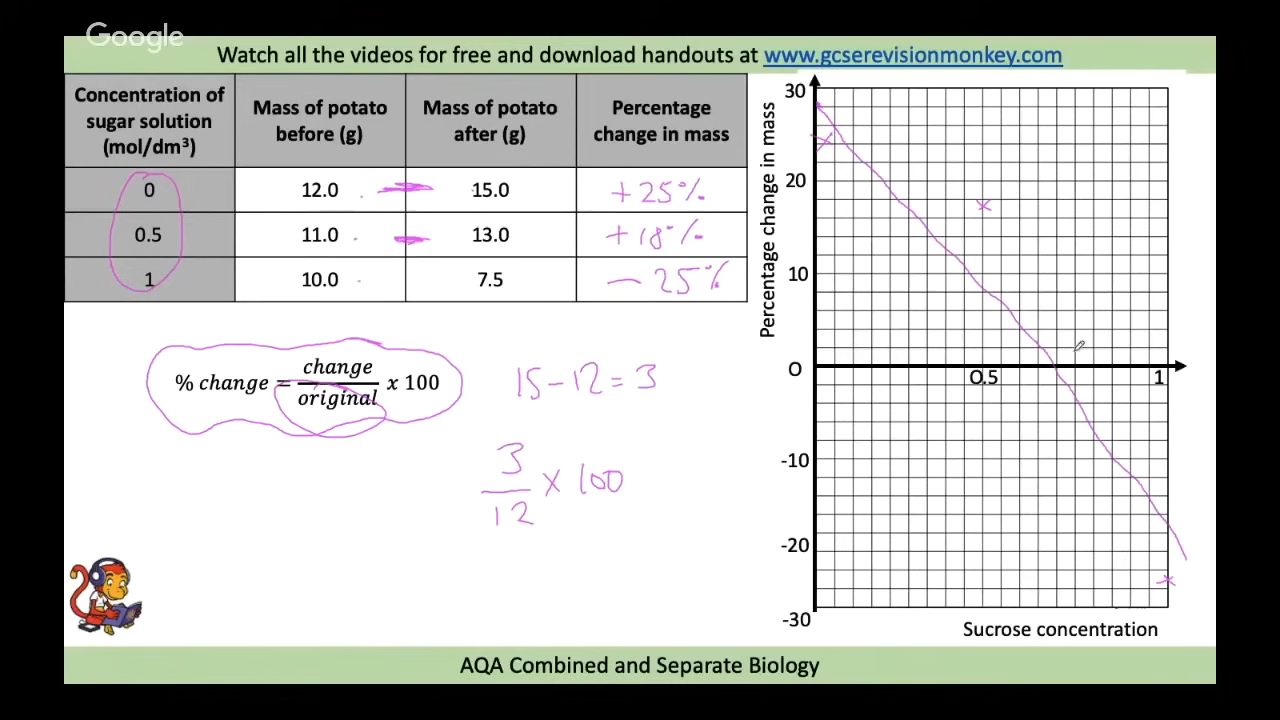 Google
Watch all the videos for free and download handouts at www.gcserevisionmonkey.com
Concentration of sugar solution (mol/dm³) Mass of potato before (g) Mass of potato after (g) Percentage change in mass
0 12.0 15.0 +25%
0.5 11.0 13.0 +18%
1 10.0 7.5 -25%
% change = change/original x 100
15-12=3
3/12 x 100
Percentage change in mass
30
20
10
0
-10
-20
-30
0.5 1
Sucrose concentration
AQA Combined and Separate Biology